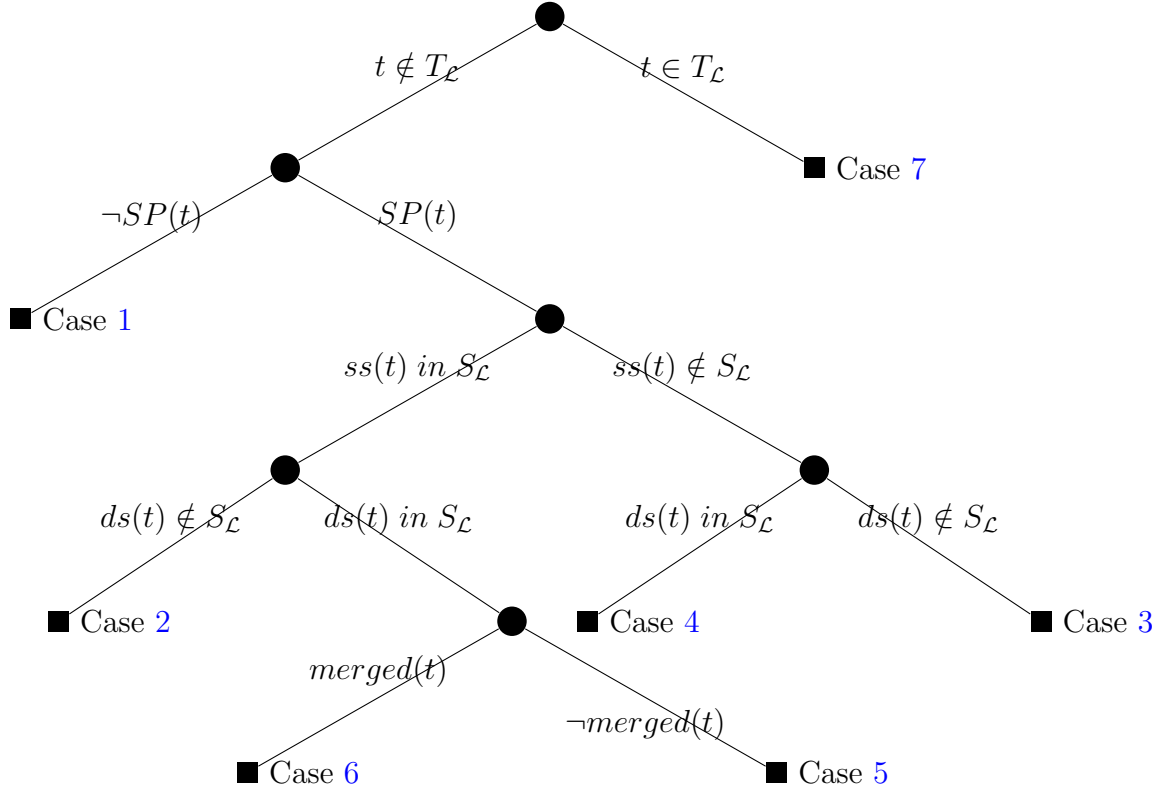 t ∉ T_ℒ
t ∈ T_ℒ
Case 7
¬SP(t)
SP(t)
Case 1
ss(t) in S_ℒ
ss(t) ∉ S_ℒ
ds(t) ∉ S_ℒ
ds(t) in S_ℒ
ds(t) in S_ℒ
ds(t) ∉ S_ℒ
Case 2
Case 4
Case 3
merged(t)
¬merged(t)
Case 6
Case 5